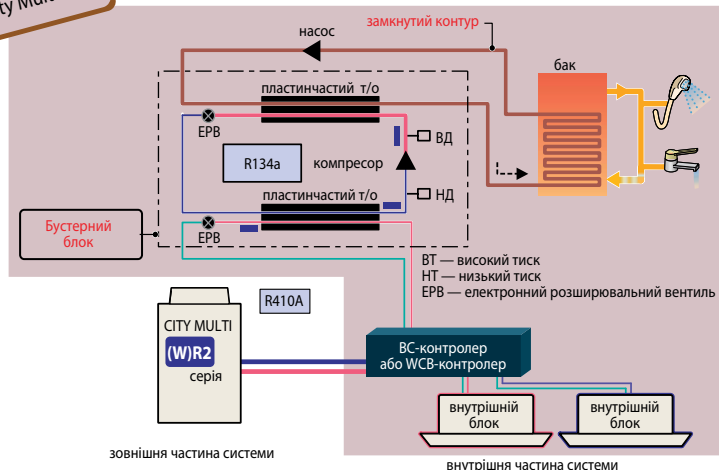 ty Mult
насос
замкнутий контур
бак
пластинчастий т/о
ЕРВ
ВД
R134a
компресор
НД
пластинчастий т/о
ЕРВ
Бустерний
блок
ВТ — високий тиск
НТ — низький тиск
ЕРВ — електронний розширювальний вентиль
R410A
CITY MULTI
(W)R2
серія
ВС-контролер
або WCB-контролер
внутрішній
блок
внутрішній
блок
зовнішня частина системи
внутрішня частина системи